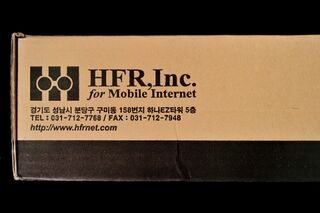 HFR,Inc.
for Mobile Internet
경기도 성남시 분당구 구미동 158번지 하나EZ타워 5층
TEL : 031-712-7768 / FAX : 031-712-7948
http://www.hfrnet.com